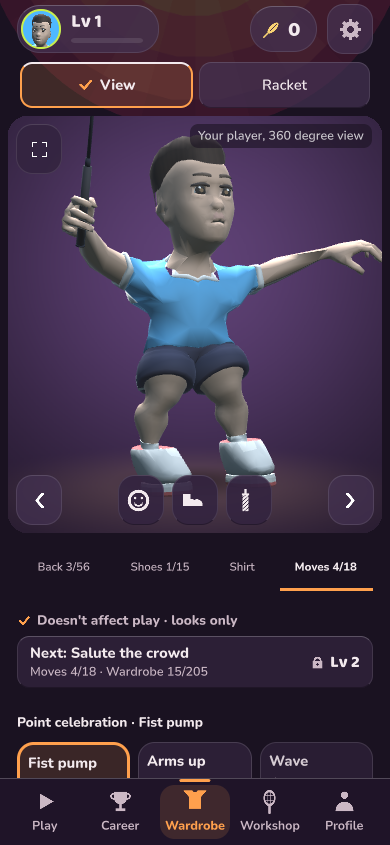 Lv 1
0
View
Racket
Your player, 360 degree view
Back 3/56
Shoes 1/15
Shirt
Moves 4/18
Doesn't affect play · looks only
Next: Salute the crowd
Moves 4/18 · Wardrobe 15/205
Lv 2
Point celebration · Fist pump
Fist pump
Arms up
Wave
Play
Career
Wardrobe
Workshop
Profile